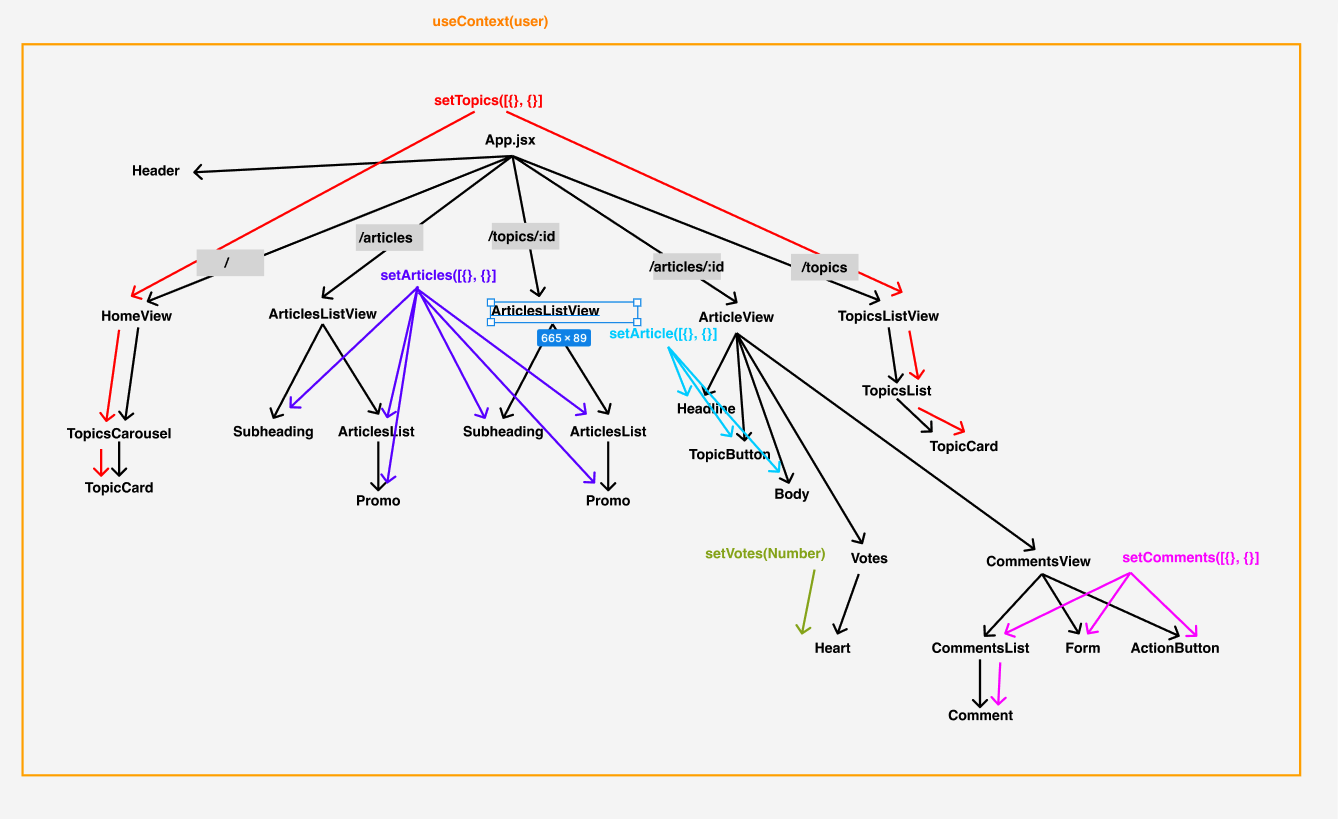 useContext(user)
setTopics([{}, {}]
App.jsx
Header
/articles
/topics/:id
/
/articles/:id
/topics
setArticles([{}, {}]
HomeView
ArticlesListView
ArticlesListView
ArticleView
TopicsListView
665 × 89
setArticle([{}, {}]
TopicsList
Headline
TopicsCarousel
Subheading
ArticlesList
Subheading
ArticlesList
TopicButton
TopicCard
TopicCard
Promo
Promo
Body
setVotes(Number)
Votes
CommentsView
setComments([{}, {}]
Heart
CommentsList
Form
ActionButton
Comment